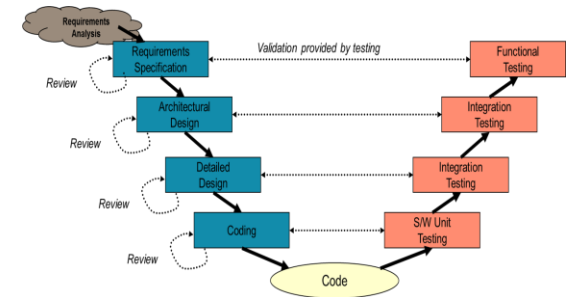 Requirements
Analysis
Requirements
Specification
Validation provided by testing
Functional
Testing
Review
Architectural
Design
Integration
Testing
Review
Detailed
Design
Integration
Testing
Review
Coding
S/W Unit
Testing
Review
Code